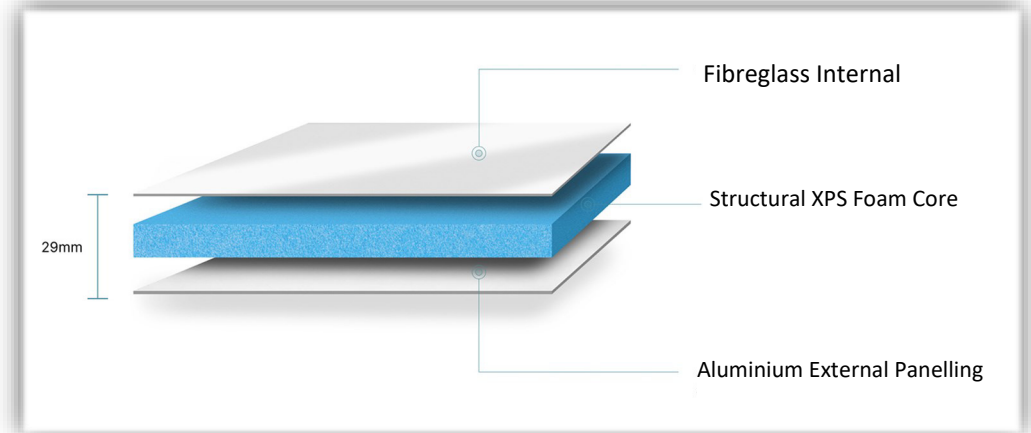 Fibreglass Internal
Structural XPS Foam Core
29mm
Aluminium External Panelling